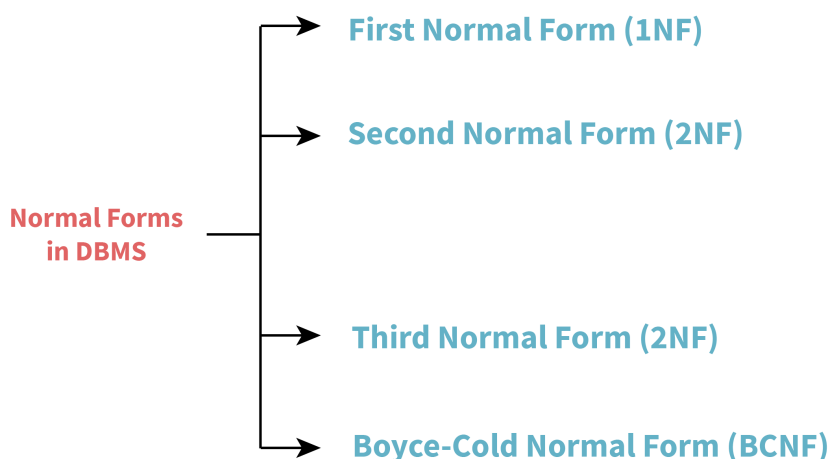 First Normal Form (1NF)
Second Normal Form (2NF)
Normal Forms
in DBMS
Third Normal Form (2NF)
Boyce-Cold Normal Form (BCNF)